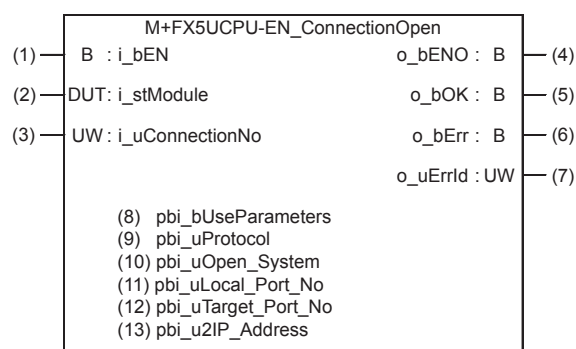 M+FX5UCPU-EN_ConnectionOpen
(1) B : i_bEN o_bENO : B (4)
(2) DUT: i_stModule o_bOK : B (5)
(3) UW : i_uConnectionNo o_bErr : B (6)
o_uErrId : UW (7)
(8) pbi_bUseParameters
(9) pbi_uProtocol
(10) pbi_uOpen_System
(11) pbi_uLocal_Port_No
(12) pbi_uTarget_Port_No
(13) pbi_u2IP_Address